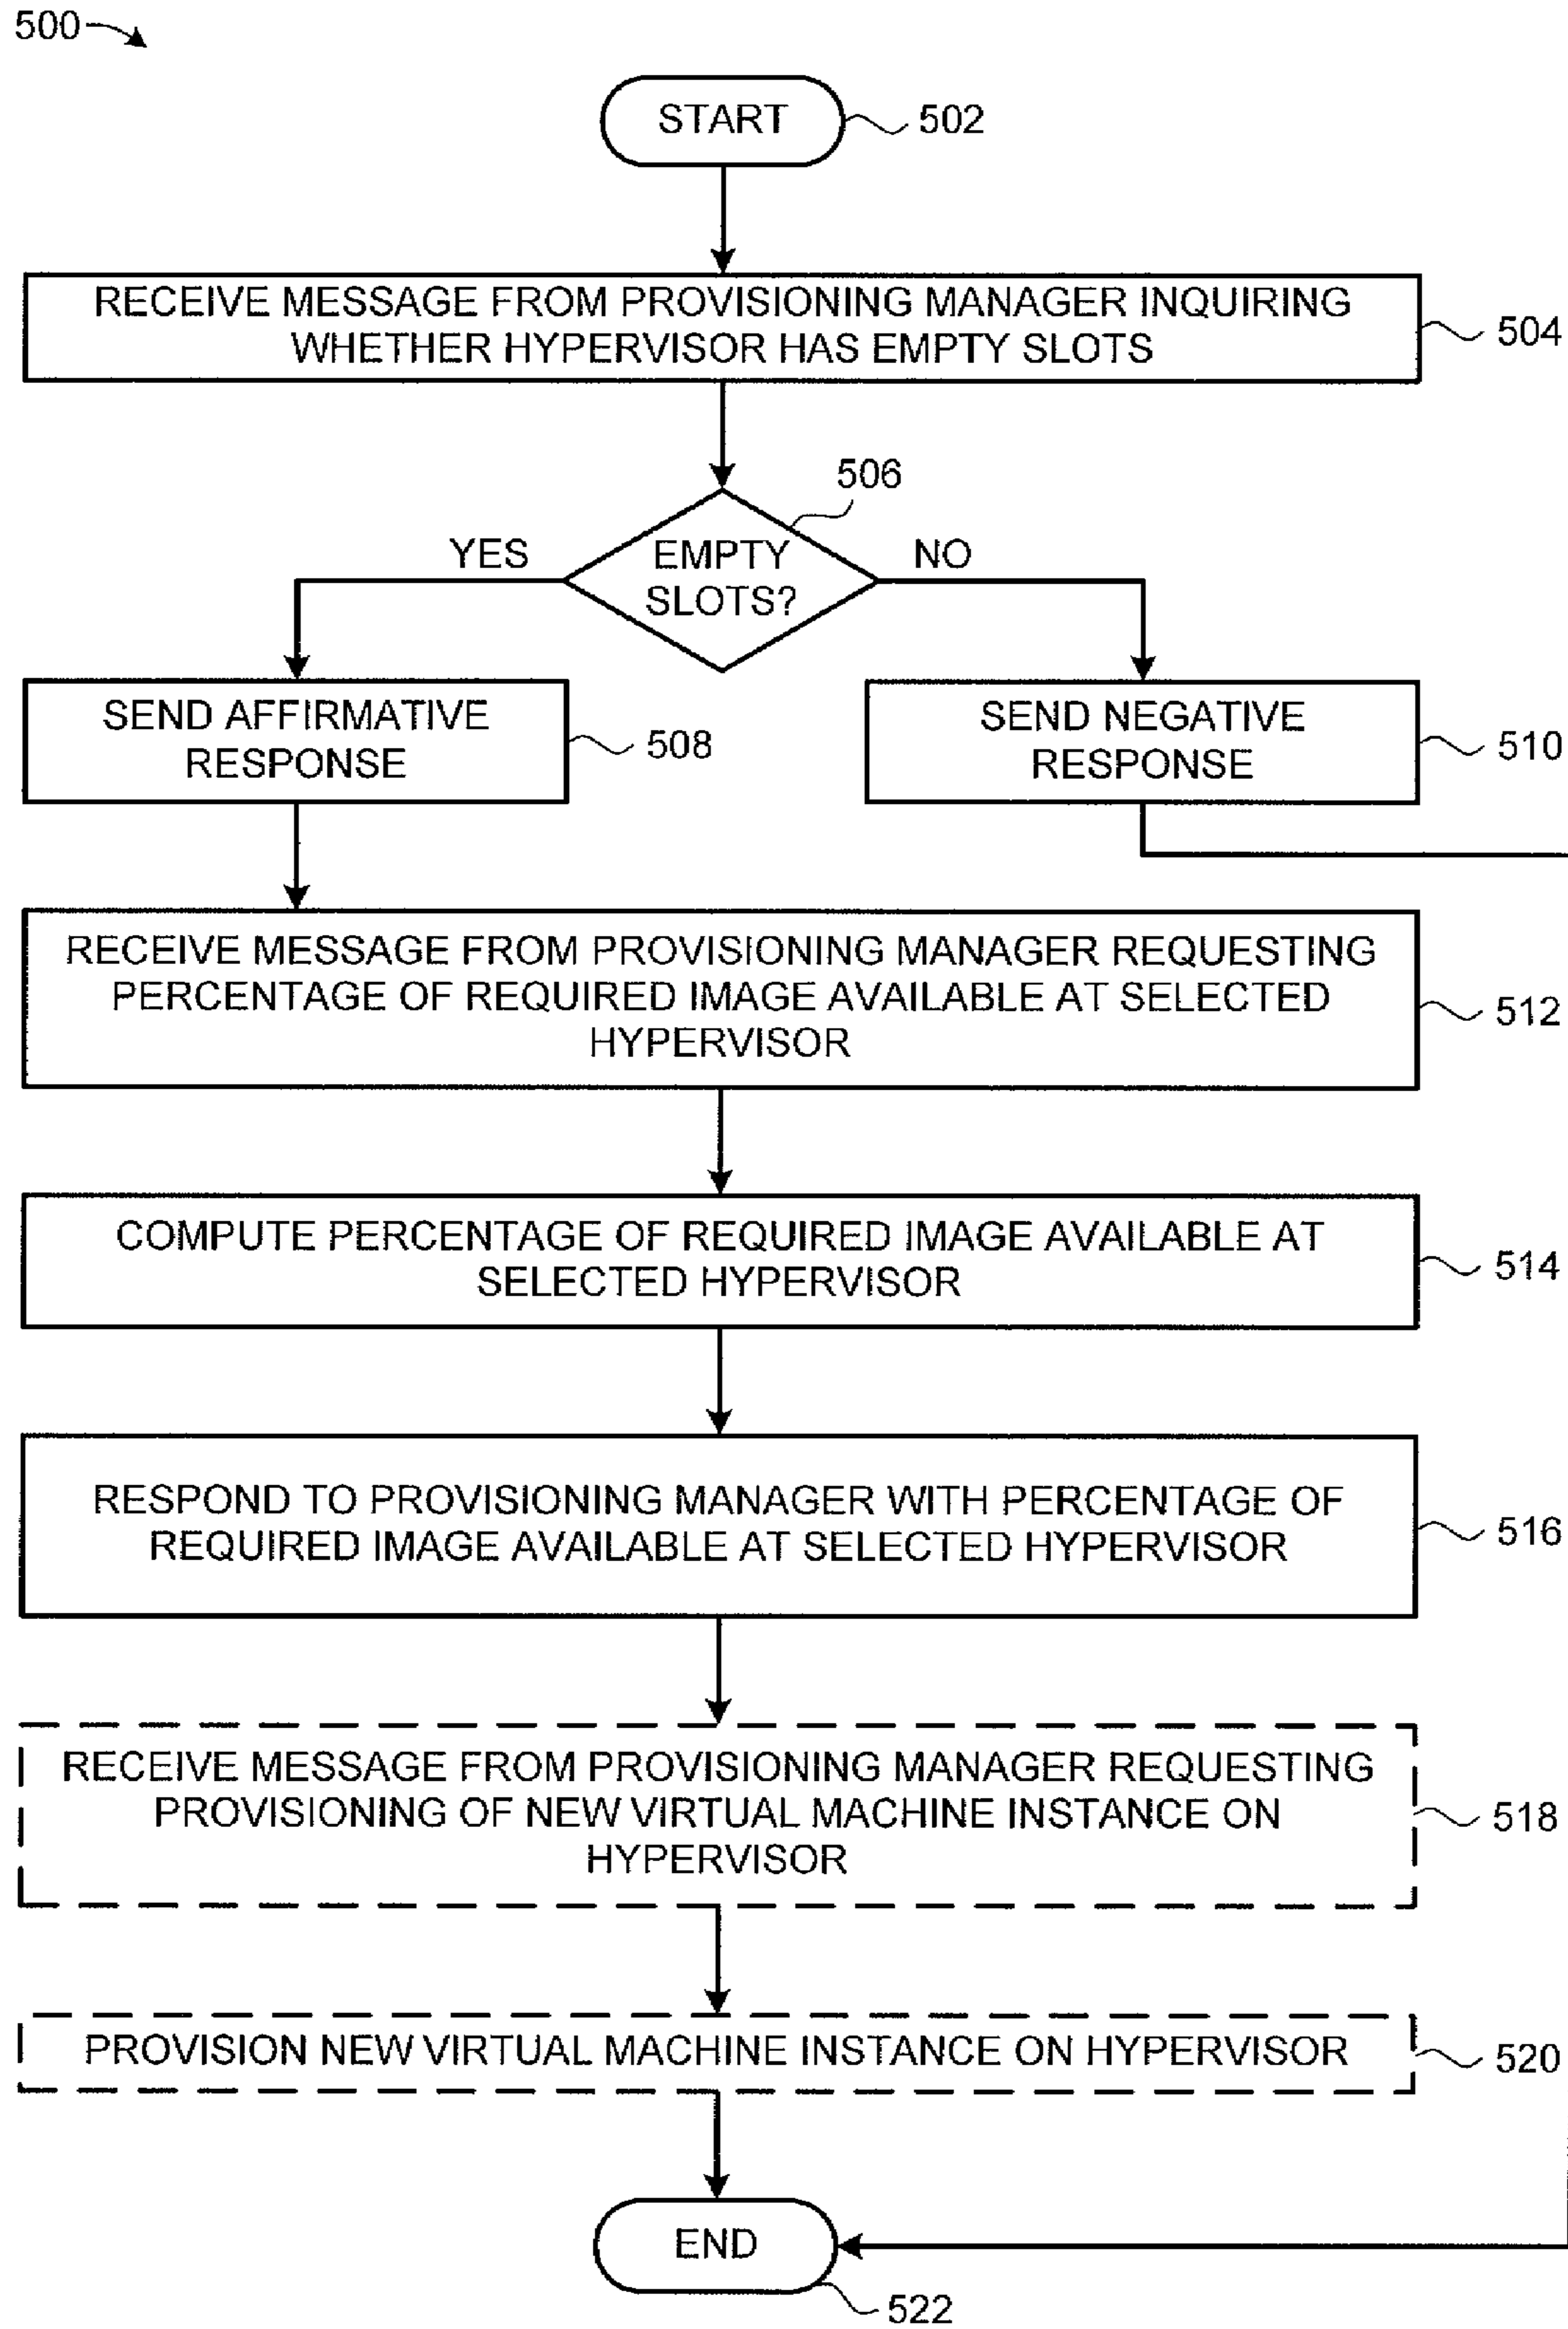 500
START
502
RECEIVE MESSAGE FROM PROVISIONING MANAGER INQUIRING
WHETHER HYPERVISOR HAS EMPTY SLOTS
504
506
YES
EMPTY
SLOTS?
NO
SEND AFFIRMATIVE
RESPONSE
508
SEND NEGATIVE
RESPONSE
510
RECEIVE MESSAGE FROM PROVISIONING MANAGER REQUESTING
PERCENTAGE OF REQUIRED IMAGE AVAILABLE AT SELECTED
HYPERVISOR
512
COMPUTE PERCENTAGE OF REQUIRED IMAGE AVAILABLE AT
SELECTED HYPERVISOR
514
RESPOND TO PROVISIONING MANAGER WITH PERCENTAGE OF
REQUIRED IMAGE AVAILABLE AT SELECTED HYPERVISOR
516
RECEIVE MESSAGE FROM PROVISIONING MANAGER REQUESTING
PROVISIONING OF NEW VIRTUAL MACHINE INSTANCE ON
HYPERVISOR
518
PROVISION NEW VIRTUAL MACHINE INSTANCE ON HYPERVISOR
520
END
522